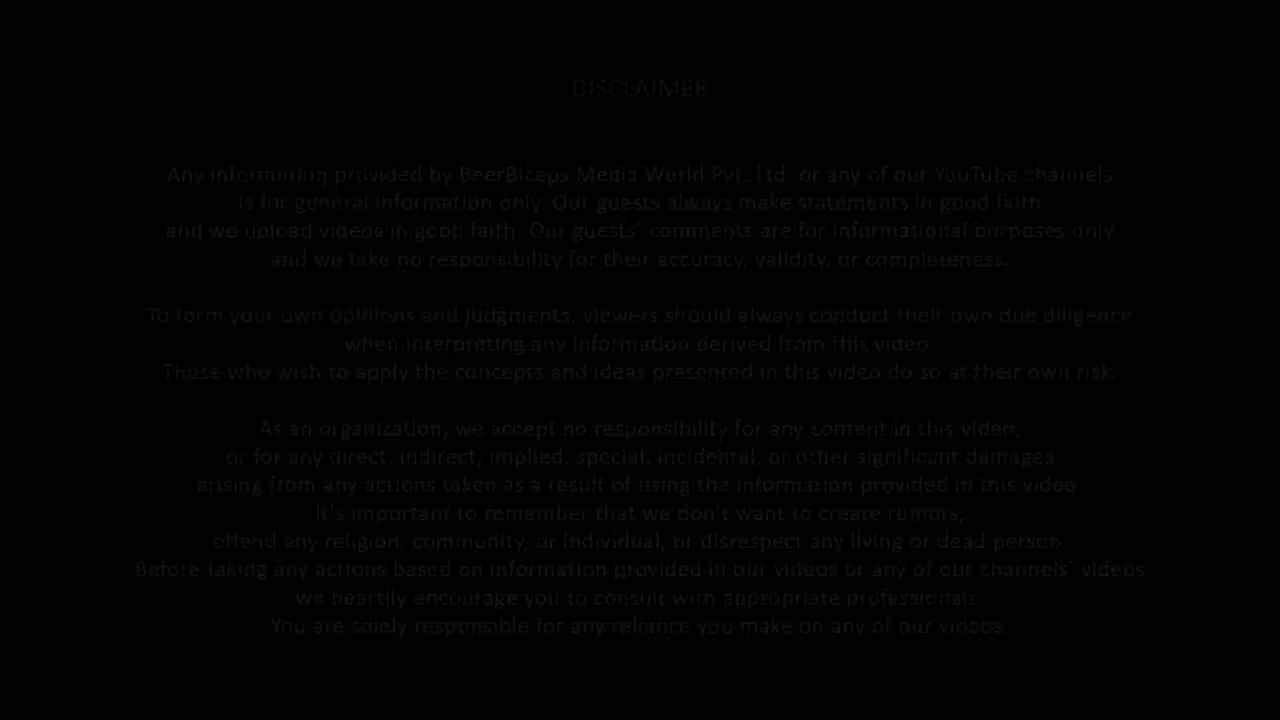 DISCLAIMER
Any information provided by BeerBiceps Media World Pvt. Ltd. or any of our YouTube channels
is for general information only. Our guests always make statements in good faith
and we upload videos in good faith. Our guests' comments are for informational purposes only
and we take no responsibility for their accuracy, validity, or completeness.
To form your own opinions and judgments, viewers should always conduct their own due diligence
when interpreting any information derived from this video
Those who wish to apply the concepts and ideas presented in this video do so at their own risk.
As an organization, we accept no responsibility for any content in this video,
or for any direct, indirect, implied, special, incidental, or other significant damages
arising from any actions taken as a result of using the information provided in this video
It's important to remember that we don't want to create rumors,
offend any religion, community, or individual, or disrespect any living or dead person
Before taking any actions based on information provided in our videos or any of our channels' videos
we heartily encourage you to consult with appropriate professionals
You are solely responsible for any reliance you make on any of our videos.